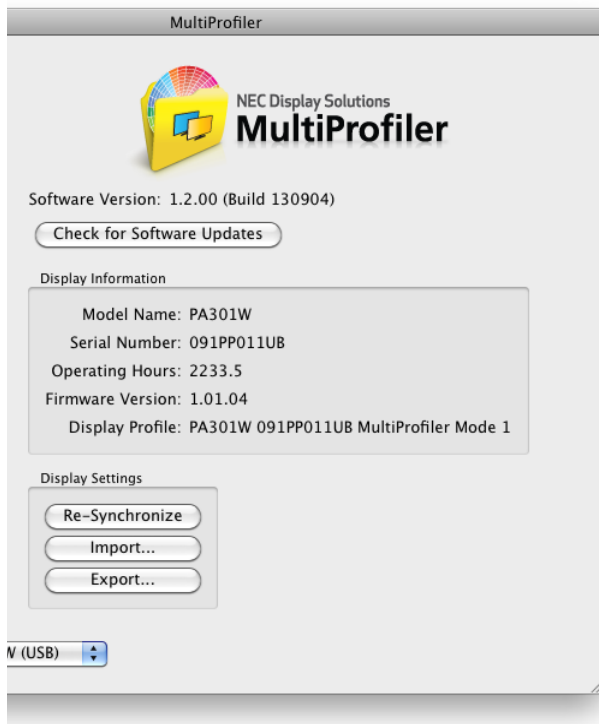 MultiProfiler
NEC Display Solutions
MultiProfiler
Software Version: 1.2.00 (Build 130904)
Check for Software Updates
Display Information
Model Name: PA301W
Serial Number: 091PP011UB
Operating Hours: 2233.5
Firmware Version: 1.01.04
Display Profile: PA301W 091PP011UB MultiProfiler Mode 1
Display Settings
Re-Synchronize
Import...
Export...
(USB)